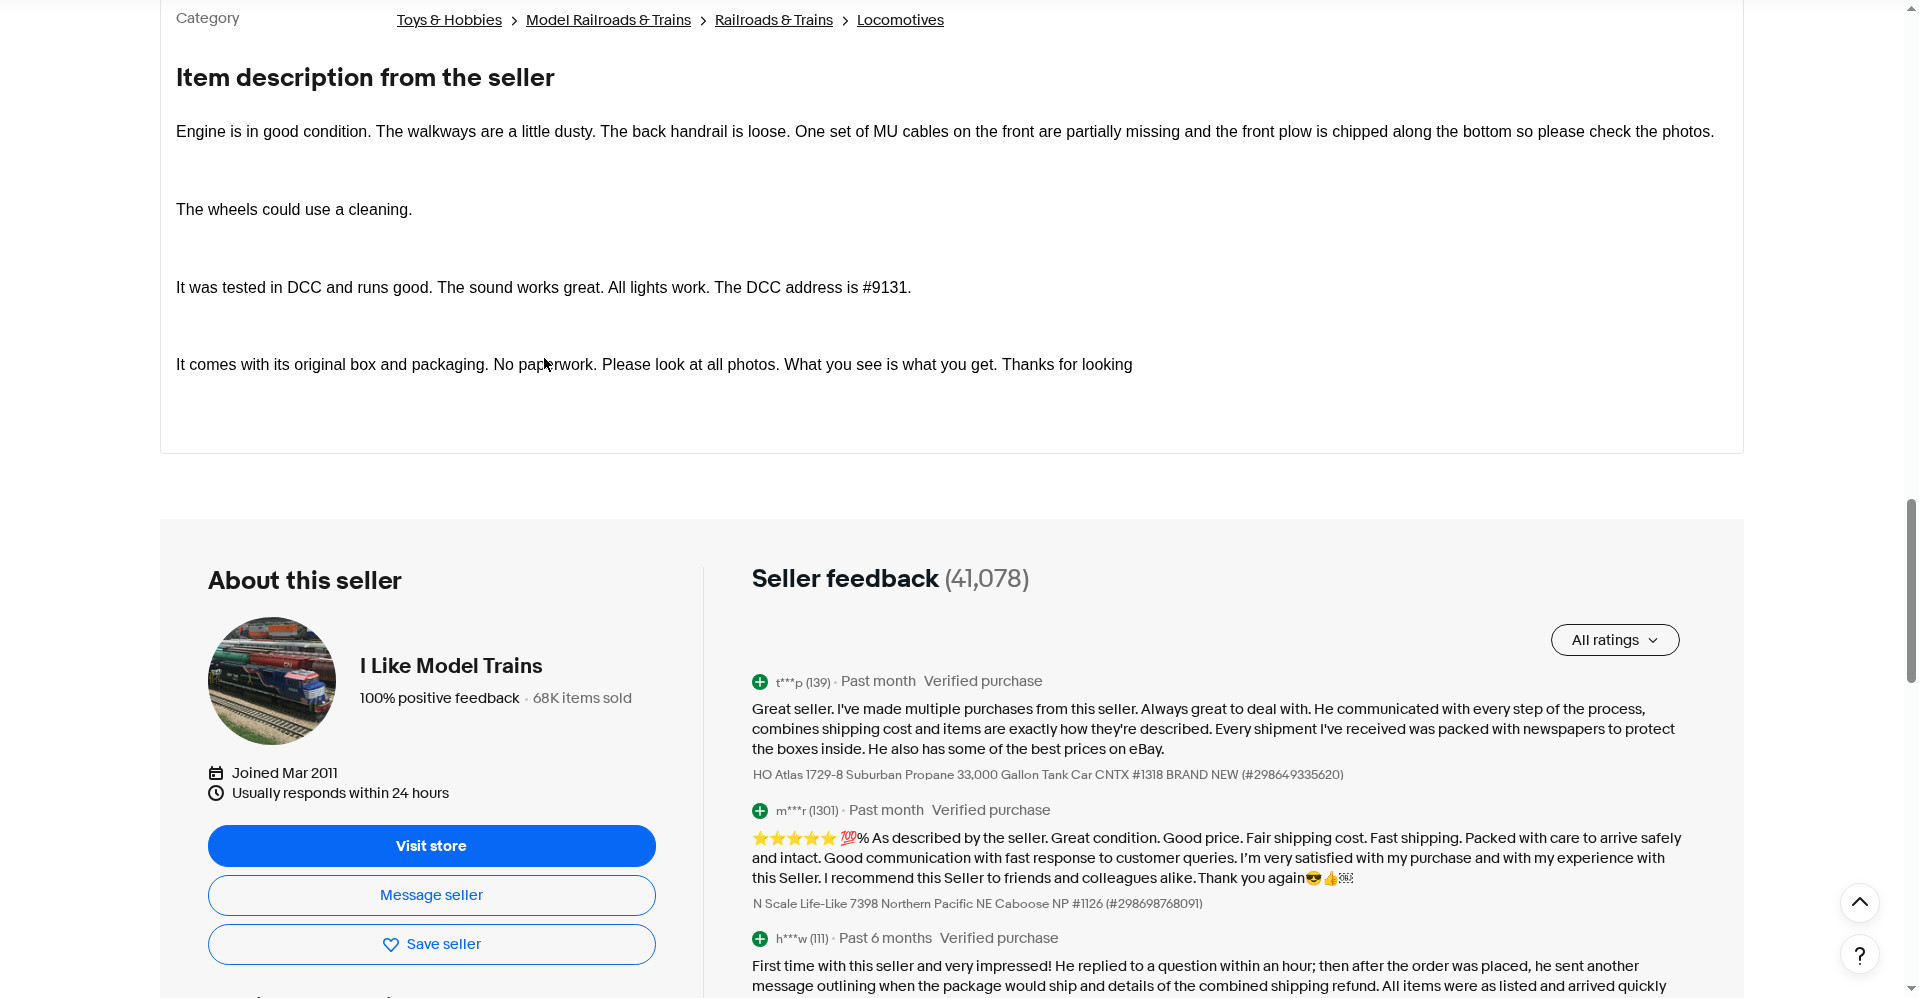 Category
Toys & Hobbies > Model Railroads & Trains > Railroads & Trains > Locomotives
Item description from the seller
Engine is in good condition. The walkways are a little dusty. The back handrail is loose. One set of MU cables on the front are partially missing and the front plow is chipped along the bottom so please check the photos.
The wheels could use a cleaning.
It was tested in DCC and runs good. The sound works great. All lights work. The DCC address is #9131.
It comes with its original box and packaging. No paperwork. Please look at all photos. What you see is what you get. Thanks for looking
About this seller
I Like Model Trains
100% positive feedback · 68K items sold
Joined Mar 2011
Usually responds within 24 hours
Visit store
Message seller
Save seller
Seller feedback (41,078)
All ratings
t***p (139) · Past month Verified purchase
Great seller. I've made multiple purchases from this seller. Always great to deal with. He communicated with every step of the process,
combines shipping cost and items are exactly how they're described. Every shipment I've received was packed with newspapers to protect
the boxes inside. He also has some of the best prices on eBay.
HO Atlas 1729-8 Suburban Propane 33,000 Gallon Tank Car CNTX #1318 BRAND NEW (#298649335620)
m***r (1301) · Past month Verified purchase
⭐⭐⭐⭐⭐ 💯% As described by the seller. Great condition. Good price. Fair shipping cost. Fast shipping. Packed with care to arrive safely
and intact. Good communication with fast response to customer queries. I'm very satisfied with my purchase and with my experience with
this Seller. I recommend this Seller to friends and colleagues alike. Thank you again😎👍￼
N Scale Life-Like 7398 Northern Pacific NE Caboose NP #1126 (#298698768091)
h***w (111) · Past 6 months Verified purchase
First time with this seller and very impressed! He replied to a question within an hour; then after the order was placed, he sent another
message outlining when the package would ship and details of the combined shipping refund. All items were as listed and arrived quickly
?